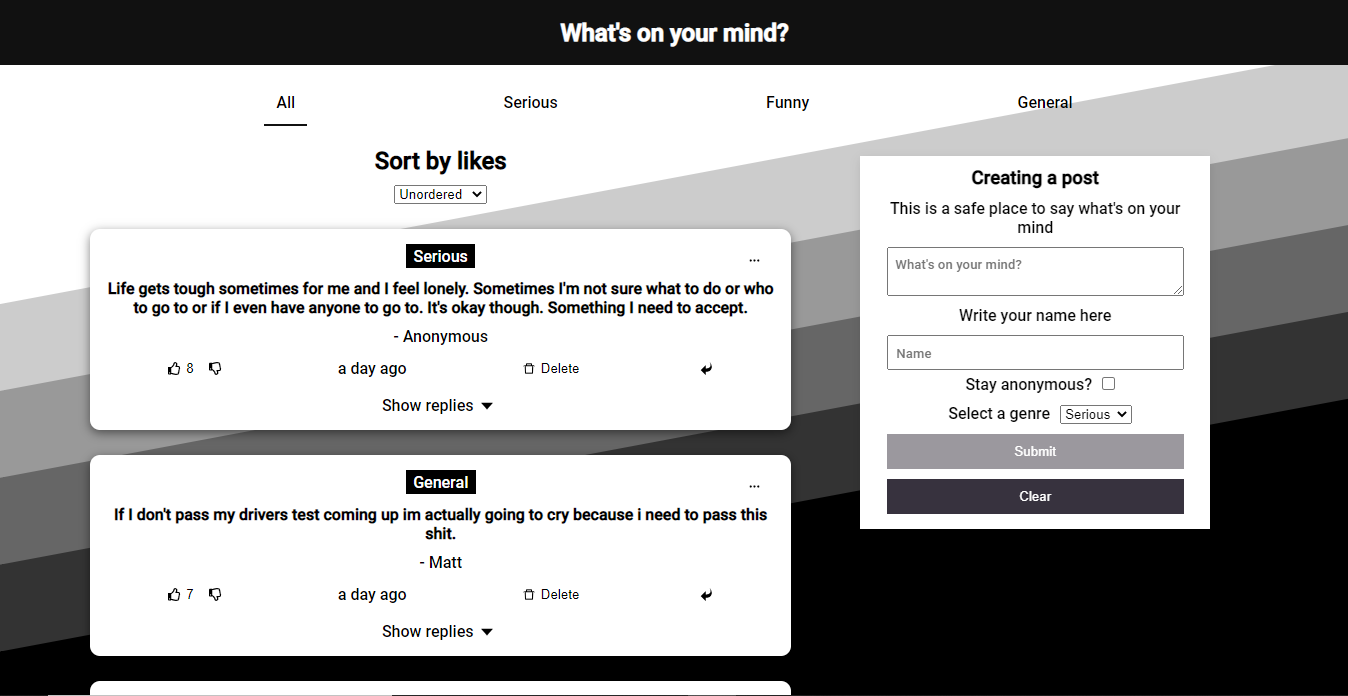 What's on your mind?
All
Serious
Funny
General
Sort by likes
Unordered
Serious
...
Life gets tough sometimes for me and I feel lonely. Sometimes I'm not sure what to do or who
to go to or if I even have anyone to go to. It's okay though. Something I need to accept.
- Anonymous
8
a day ago
Delete
Show replies
General
...
If I don't pass my drivers test coming up im actually going to cry because i need to pass this
shit.
- Matt
7
a day ago
Delete
Show replies
Creating a post
This is a safe place to say what's on your
mind
What's on your mind?
Write your name here
Name
Stay anonymous?
Select a genre
Serious
Submit
Clear